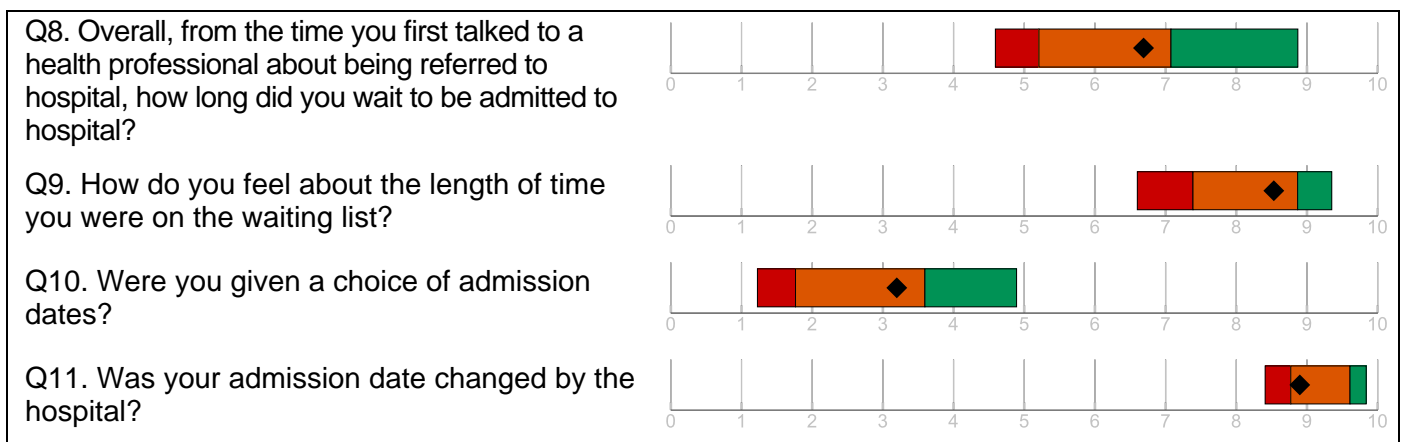 Q8. Overall, from the time you first talked to a
health professional about being referred to
hospital, how long did you wait to be admitted to
hospital?
0 1 2 3 4 5 6 7 8 9 10
Q9. How do you feel about the length of time
you were on the waiting list?
0 1 2 3 4 5 6 7 8 9 10
Q10. Were you given a choice of admission
dates?
0 1 2 3 4 5 6 7 8 9 10
Q11. Was your admission date changed by the
hospital?
0 1 2 3 4 5 6 7 8 9 10